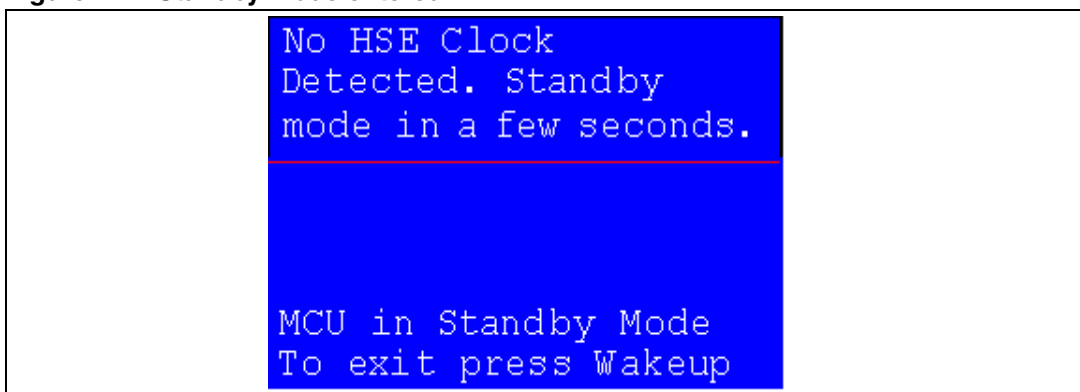 No HSE Clock
Detected. Standby
mode in a few seconds.
MCU in Standby Mode
To exit press Wakeup